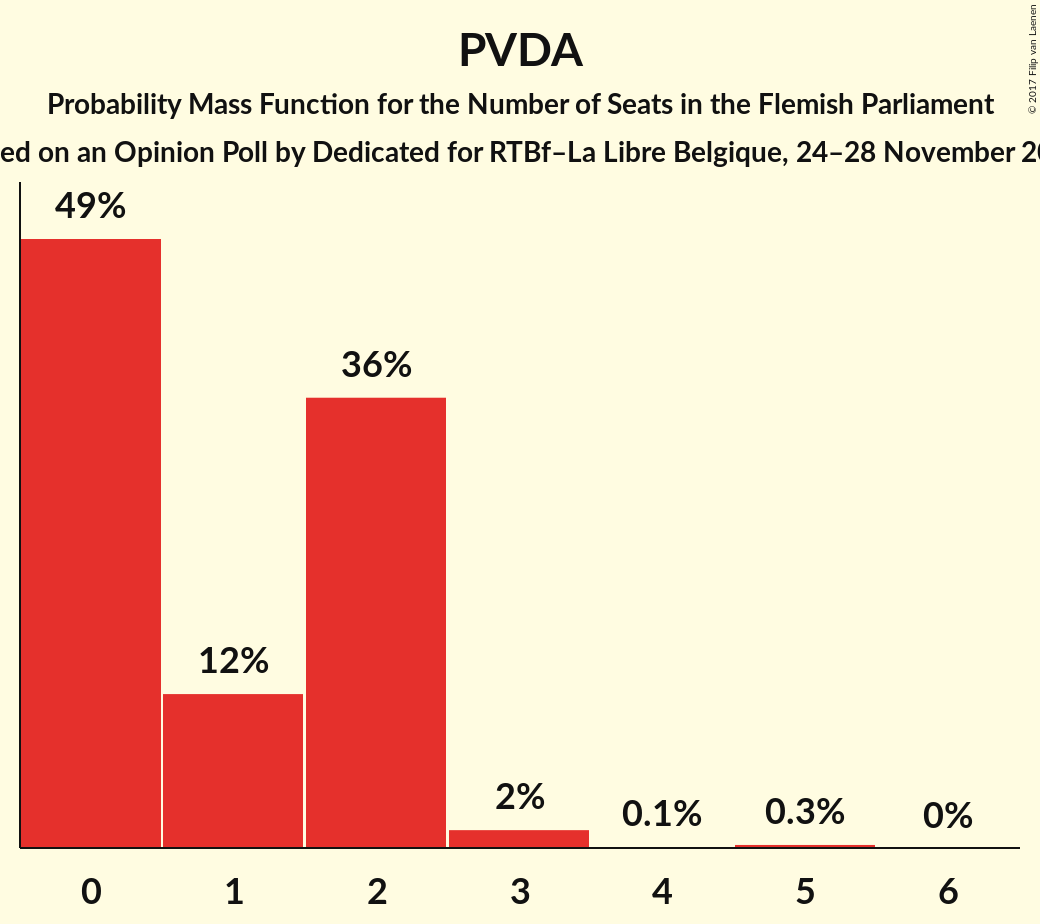 PVDA
Probability Mass Function for the Number of Seats in the Flemish Parliament
ed on an Opinion Poll by Dedicated for RTBf–La Libre Belgique, 24–28 November 20
© 2017 Filip van Laenen
49%
36%
12%
2%
0.1%
0.3%
0%
0 1 2 3 4 5 6